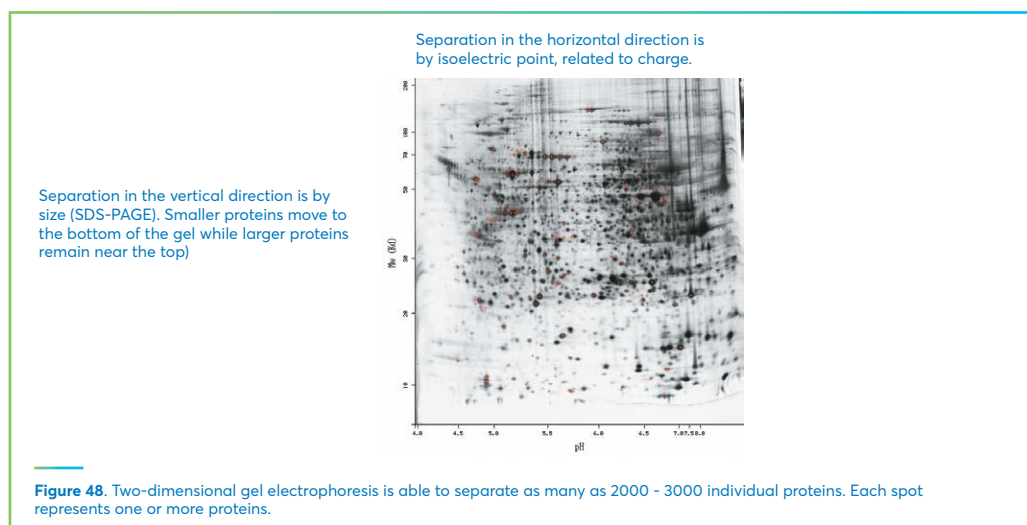 Separation in the horizontal direction is
by isoelectric point, related to charge.
Separation in the vertical direction is by
size (SDS-PAGE). Smaller proteins move to
the bottom of the gel while larger proteins
remain near the top)
200
100
70
50
30
20
10
Mw (Kd)
4.0 4.5 5.0 5.5 6.0 6.5 7.07.58.0
pH
Figure 48. Two-dimensional gel electrophoresis is able to separate as many as 2000 - 3000 individual proteins. Each spot
represents one or more proteins.